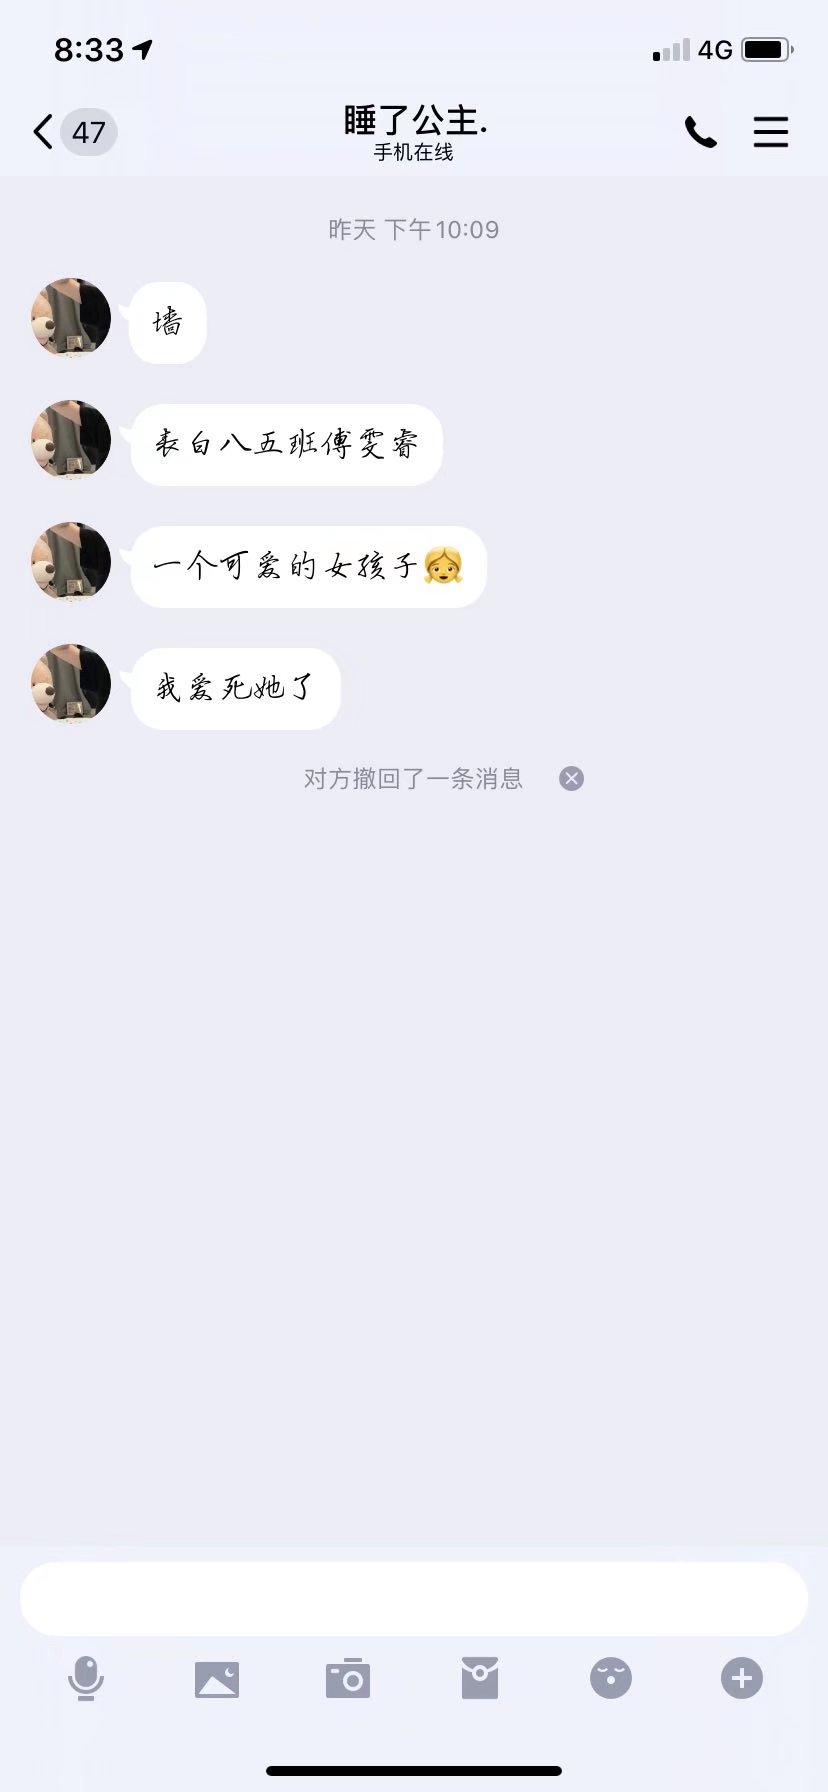 8:33
4G
47
睡了公主.
手机在线
昨天 下午10:09
墙
表白八五班傅雯睿
一个可爱的女孩子👧
我爱死她了
对方撤回了一条消息